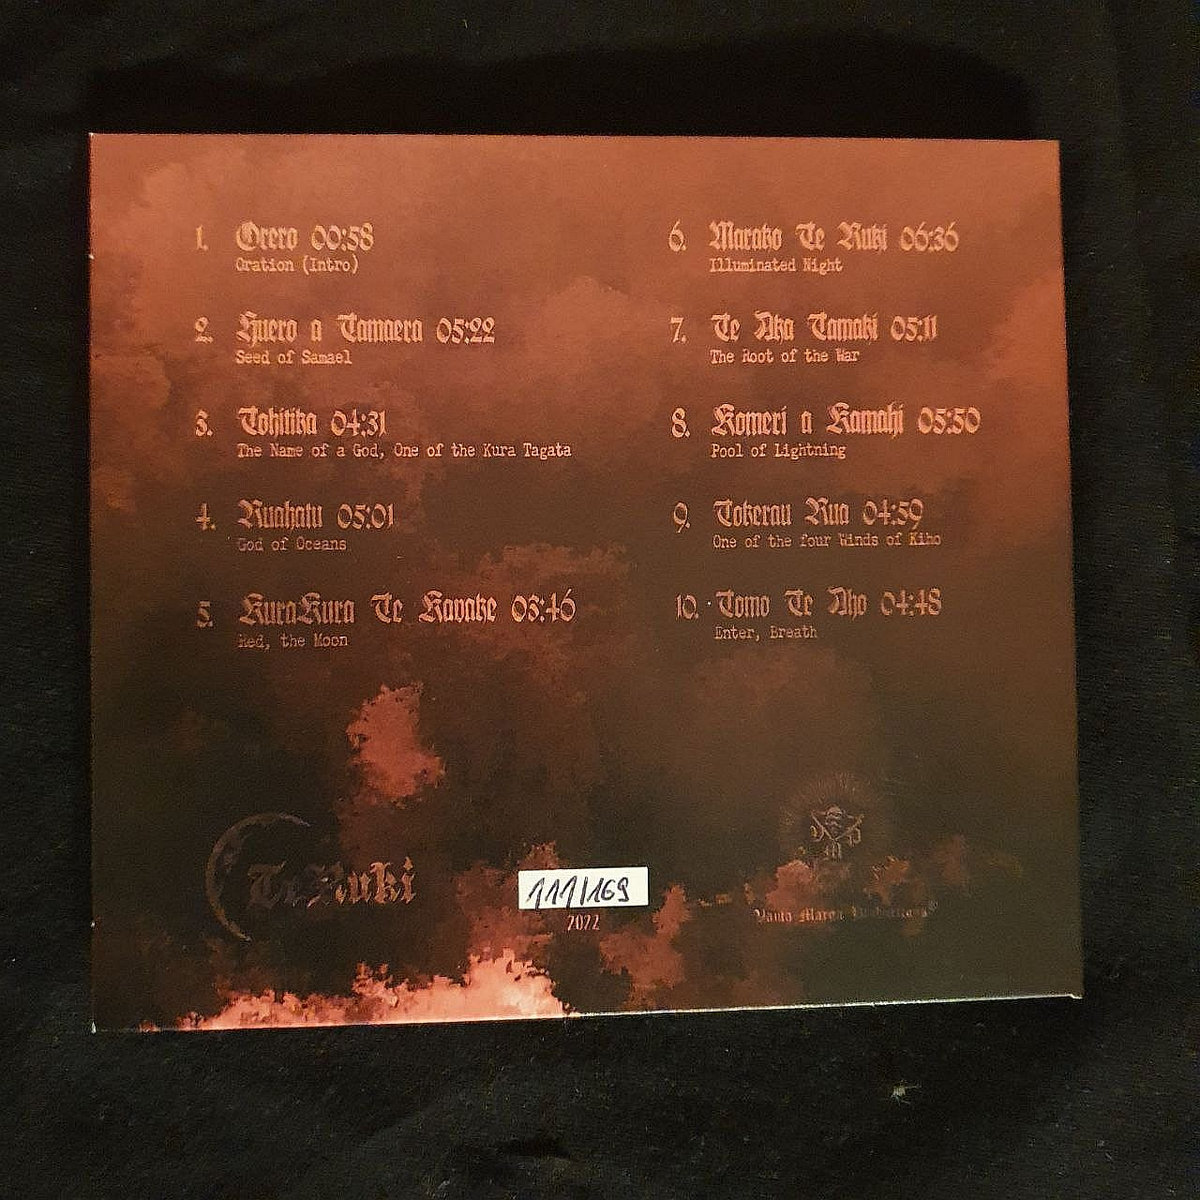 1. Orero 00:58
Oration (Intro)
2. Huero a Tamaera 05:22
Seed of Samael
3. Tohitika 04:31
The Name of a God, One of the Kura Tagata
4. Ruahatu 05:01
God of Oceans
5. KuraKura Te Kavake 03:46
Red, the Moon
6. Marako Te Ruki 06:36
Illuminated Night
7. Te Aka Tamaki 05:11
The Root of the War
8. Komeri a Kamahi 05:50
Pool of Lightning
9. Tokerau Rua 04:59
One of the four Winds of Kiho
10. Tomo Te Aho 04:48
Enter, Breath
Te Ruki
111/169
2022
VMP